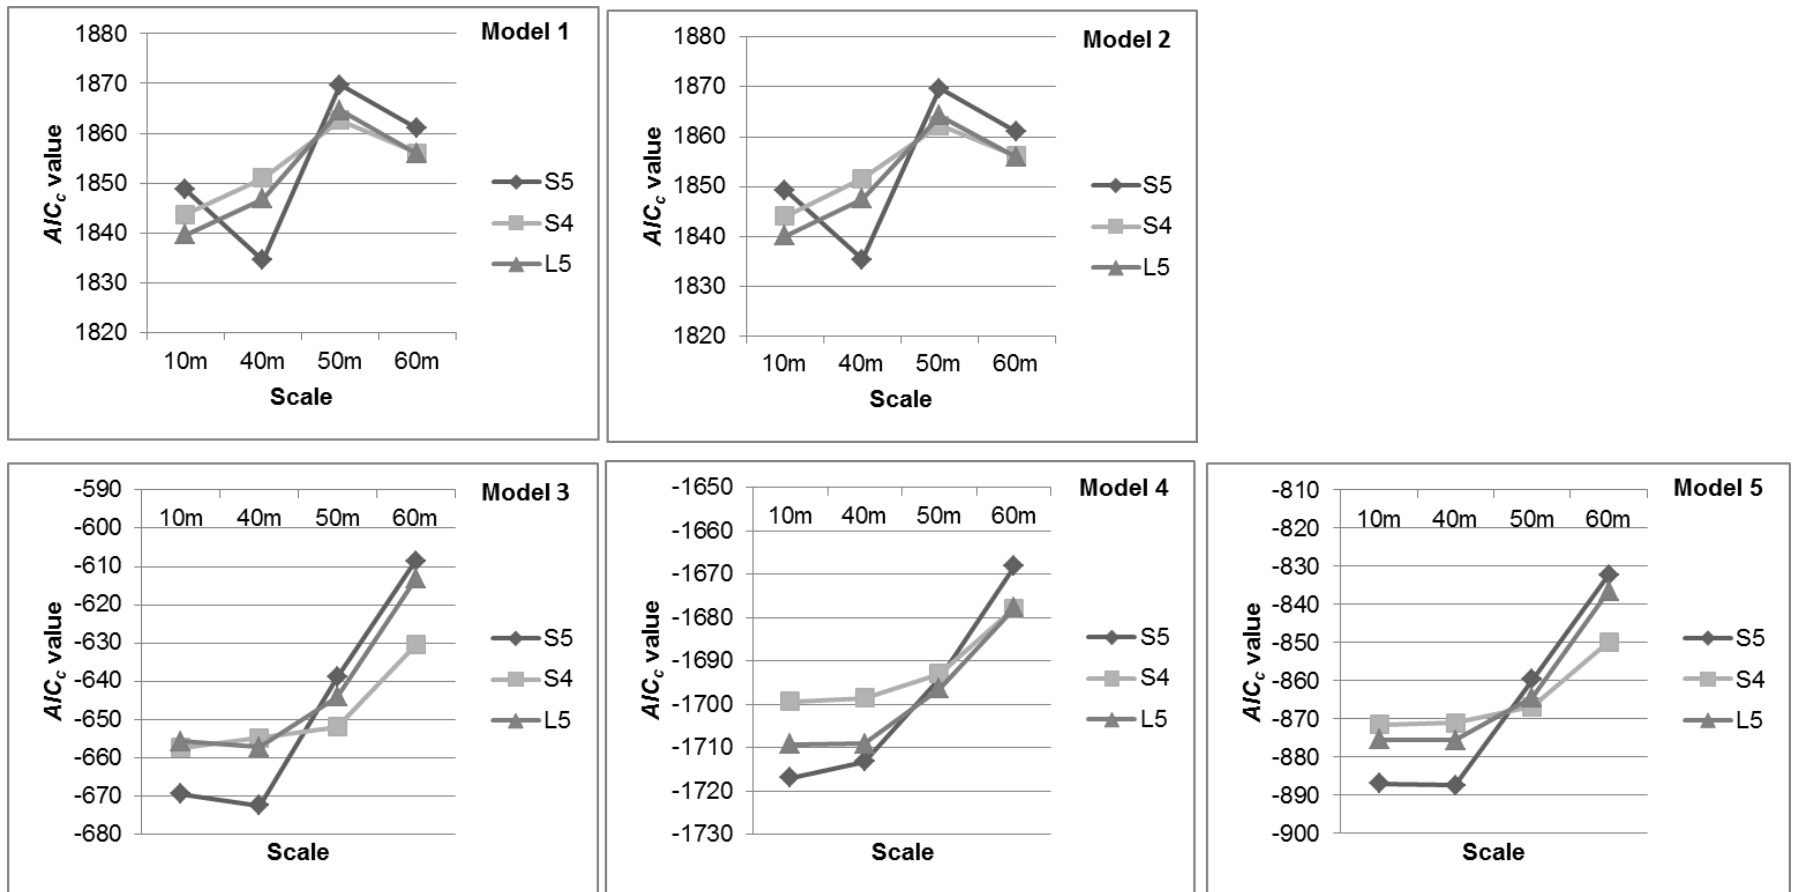 Model 1
1880
1870
1860
1850
1840
1830
1820
AICc value
10m 40m 50m 60m
Scale
S5
S4
L5
Model 2
1880
1870
1860
1850
1840
1830
1820
AICc value
10m 40m 50m 60m
Scale
S5
S4
L5
Model 3
-590
-600
-610
-620
-630
-640
-650
-660
-670
-680
AICc value
10m 40m 50m 60m
Scale
S5
S4
L5
Model 4
-1650
-1660
-1670
-1680
-1690
-1700
-1710
-1720
-1730
AICc value
10m 40m 50m 60m
Scale
S5
S4
L5
Model 5
-810
-820
-830
-840
-850
-860
-870
-880
-890
-900
AICc value
10m 40m 50m 60m
Scale
S5
S4
L5